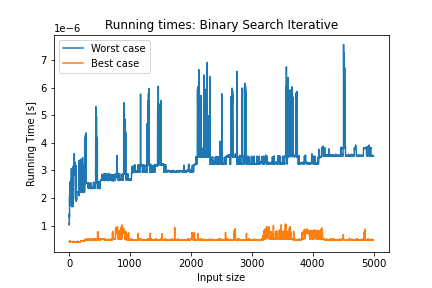 Running times: Binary Search Iterative
1e−6
Worst case
Best case
7
6
5
4
3
2
1
Running Time [s]
0
1000
2000
3000
4000
5000
Input size